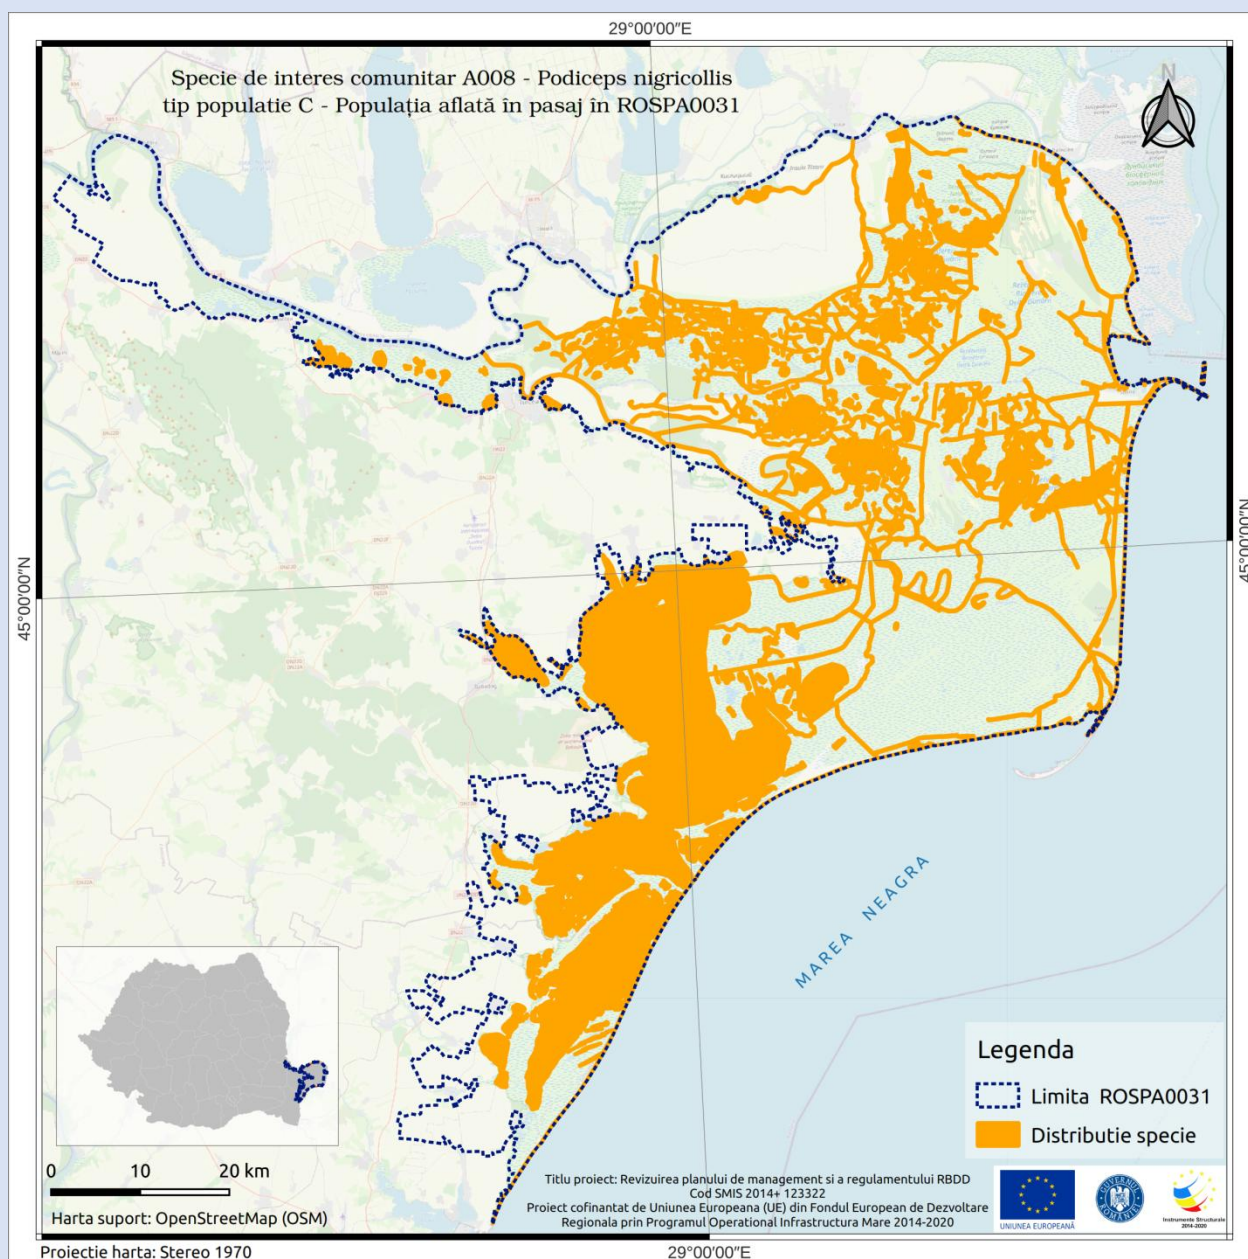 29°00′00″E
Specie de interes comunitar A008 - Podiceps nigricollis
tip populatie C - Populația aflată în pasaj în ROSPA0031
N
45°00′00″N
45°00′00″N
MAREA NEAGRA
Legenda
Limita ROSPA0031
Distributie specie
0 10 20 km
Harta suport: OpenStreetMap (OSM)
Titlu proiect: Revizuirea planului de management si a regulamentului RBDD
Cod SMIS 2014+ 123322
Proiect cofinantat de Uniunea Europeana (UE) din Fondul European de Dezvoltare
Regionala prin Programul Operational Infrastructura Mare 2014-2020
UNIUNEA EUROPEANĂ
GUVERNUL ROMÂNIEI
Instrumente Structurale
2014-2020
Proiectie harta: Stereo 1970
29°00′00″E